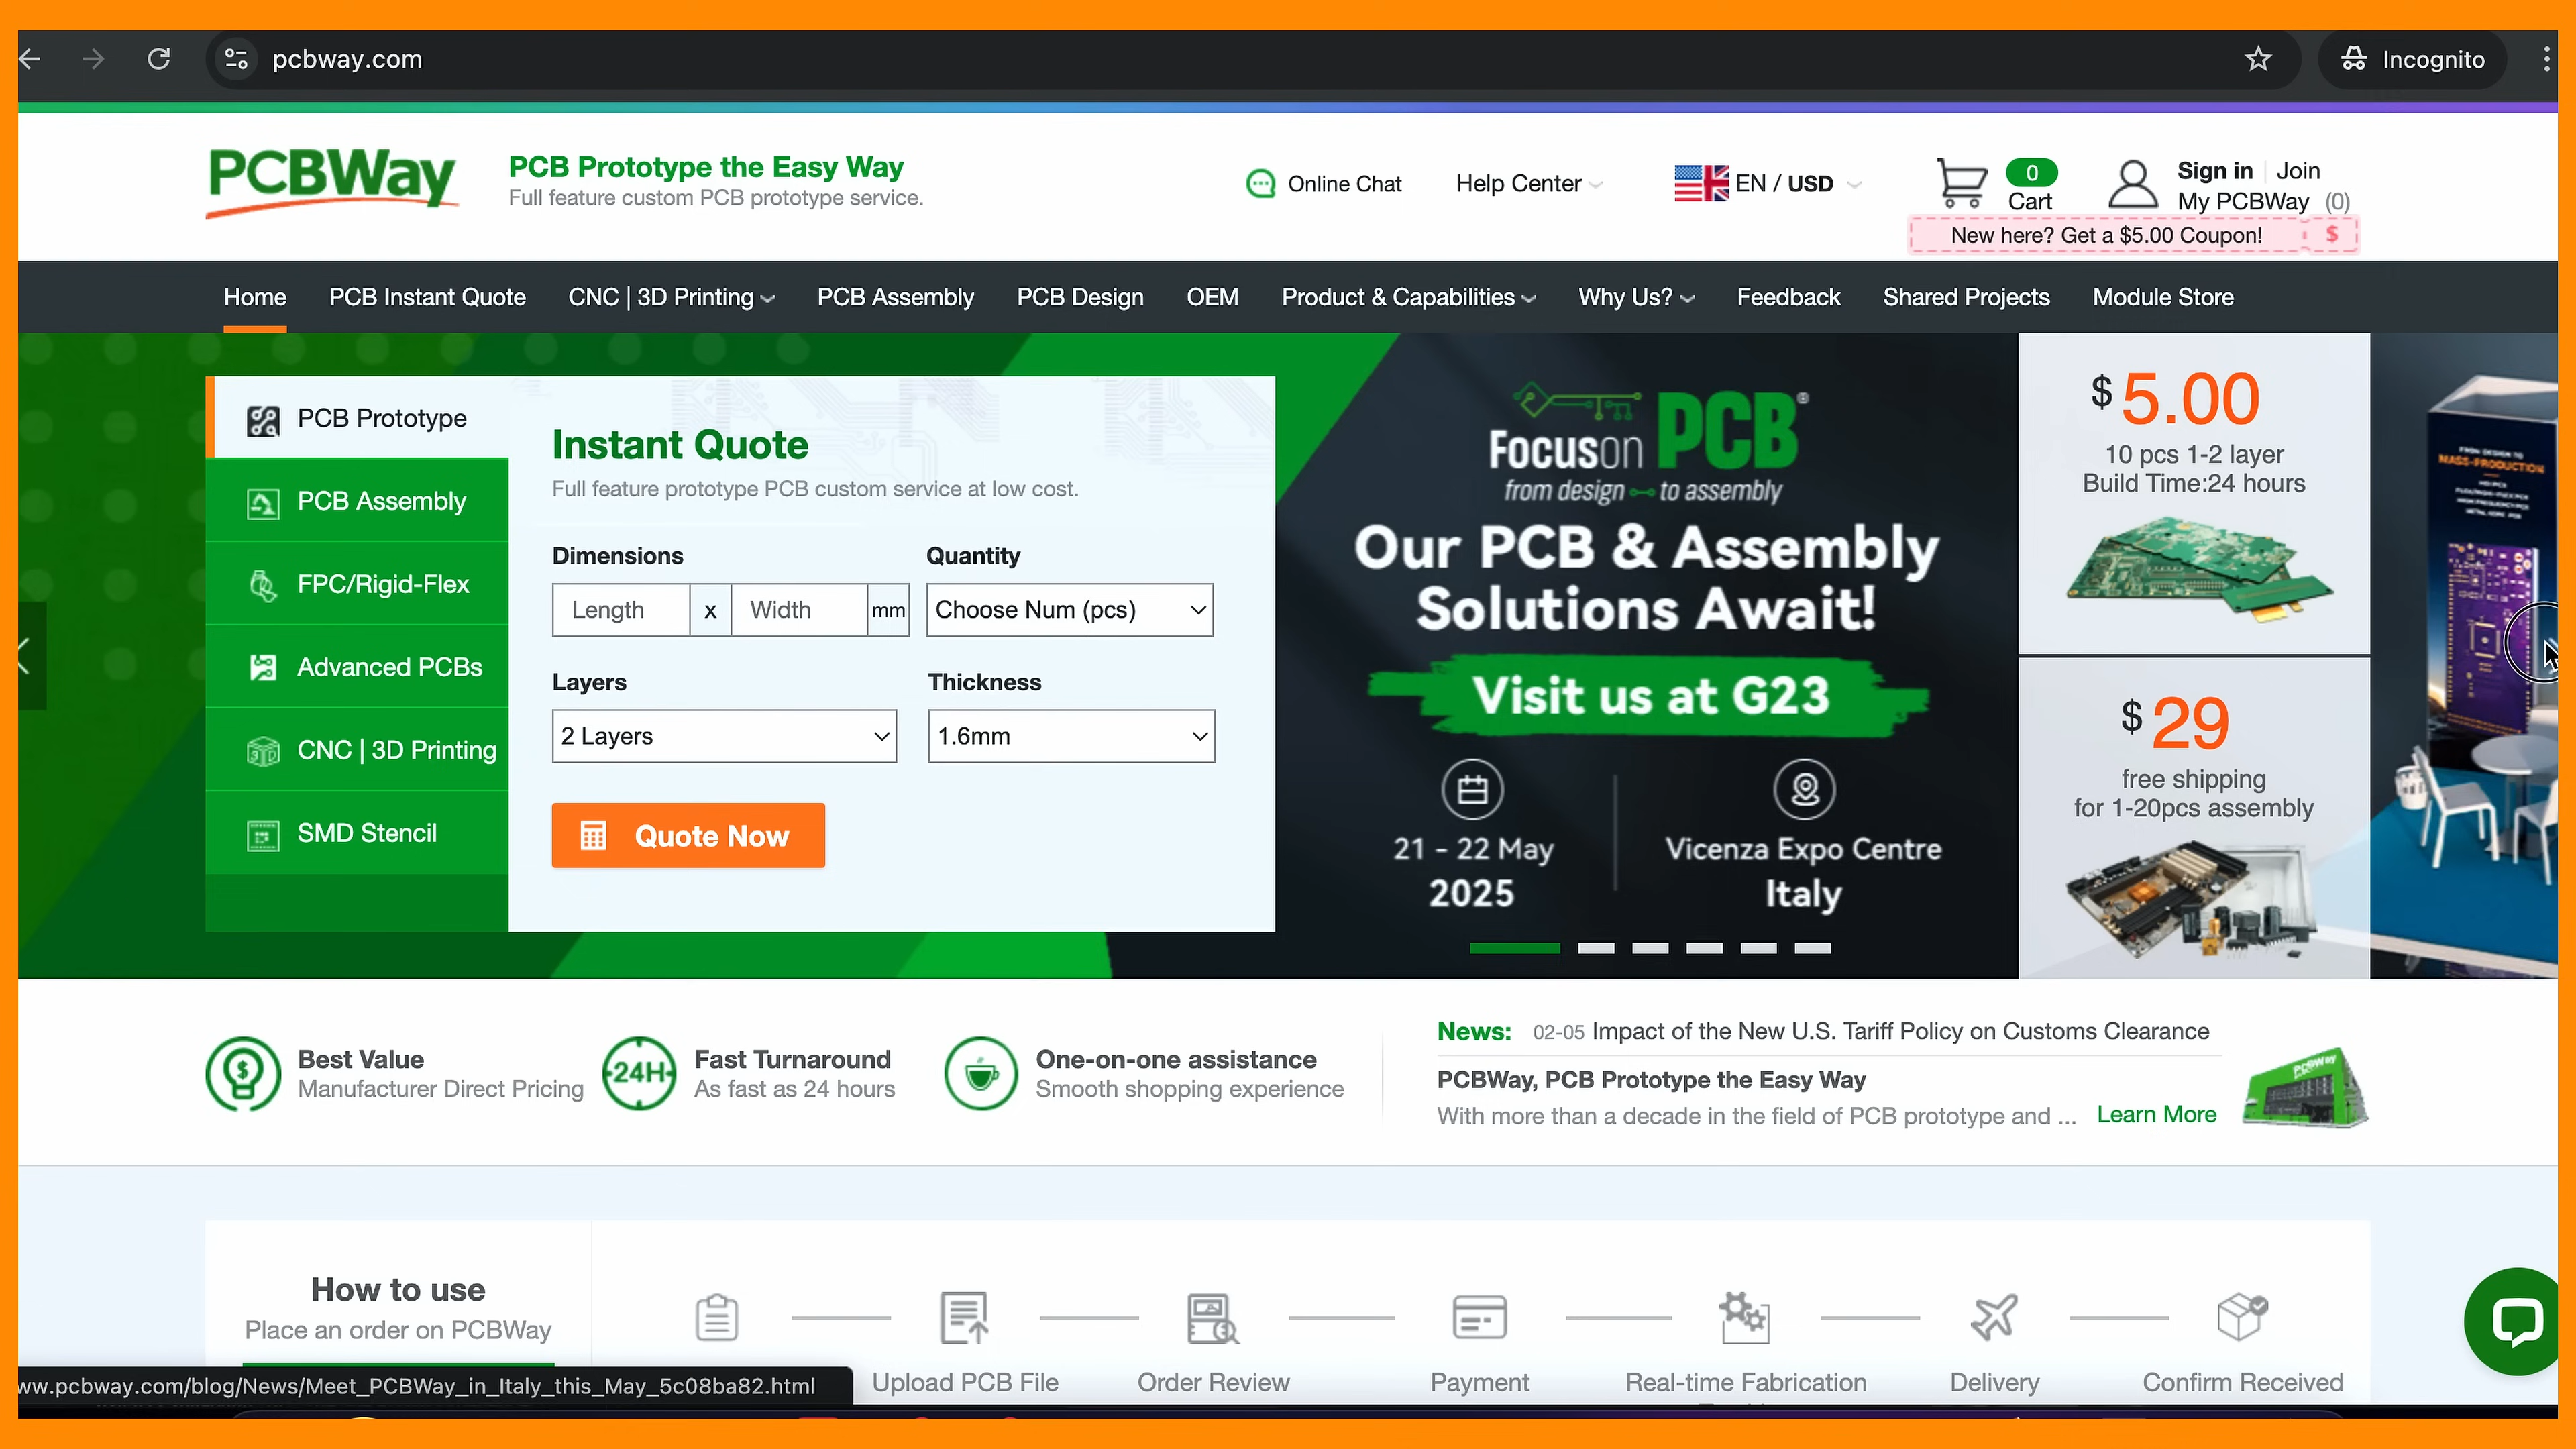 pcbway.com
Incognito
PCBWay
PCB Prototype the Easy Way
Full feature custom PCB prototype service.
Online Chat
Help Center
EN / USD
0
Cart
Sign in
Join
My PCBWay (0)
New here? Get a $5.00 Coupon! $
Home
PCB Instant Quote
CNC | 3D Printing
PCB Assembly
PCB Design
OEM
Product & Capabilities
Why Us?
Feedback
Shared Projects
Module Store
PCB Prototype
PCB Assembly
FPC/Rigid-Flex
Advanced PCBs
CNC | 3D Printing
SMD Stencil
Instant Quote
Full feature prototype PCB custom service at low cost.
Dimensions
Length x Width mm
Quantity
Choose Num (pcs)
Layers
2 Layers
Thickness
1.6mm
Quote Now
Focus on PCB
from design to assembly
Our PCB & Assembly
Solutions Await!
Visit us at G23
21 - 22 May
2025
Vicenza Expo Centre
Italy
$ 5.00
10 pcs 1-2 layer
Build Time:24 hours
$ 29
free shipping
for 1-20pcs assembly
FROM DESIGN TO
MASS-PRODUCTION
Best Value
Manufacturer Direct Pricing
24H
Fast Turnaround
As fast as 24 hours
One-on-one assistance
Smooth shopping experience
News: 02-05 Impact of the New U.S. Tariff Policy on Customs Clearance
PCBWay, PCB Prototype the Easy Way
With more than a decade in the field of PCB prototype and ... Learn More
PCBWay
How to use
Place an order on PCBWay
Upload PCB File
Order Review
Payment
Real-time Fabrication
Delivery
Confirm Received
ww.pcbway.com/blog/News/Meet_PCBWay_in_Italy_this_May_5c08ba82.html